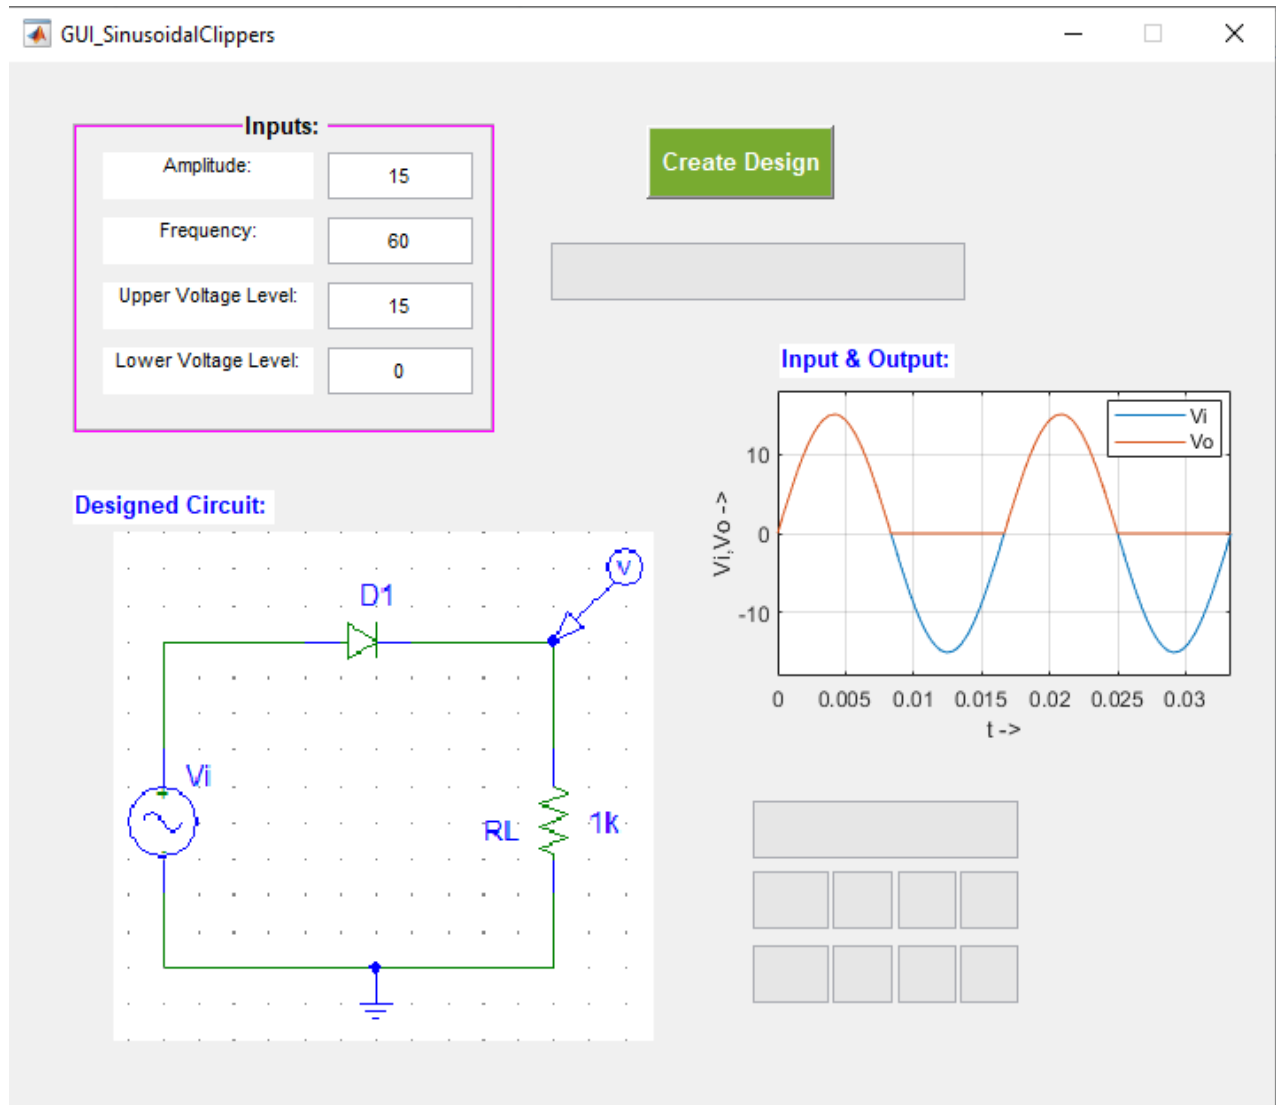 GUI_SinusoidalClippers
Inputs:
Amplitude: 15
Frequency: 60
Upper Voltage Level: 15
Lower Voltage Level: 0
Create Design
Input & Output:
Vi
Vo
10
0
-10
Vi,Vo ->
0 0.005 0.01 0.015 0.02 0.025 0.03
t ->
Designed Circuit:
V
D1
Vi
RL 1k